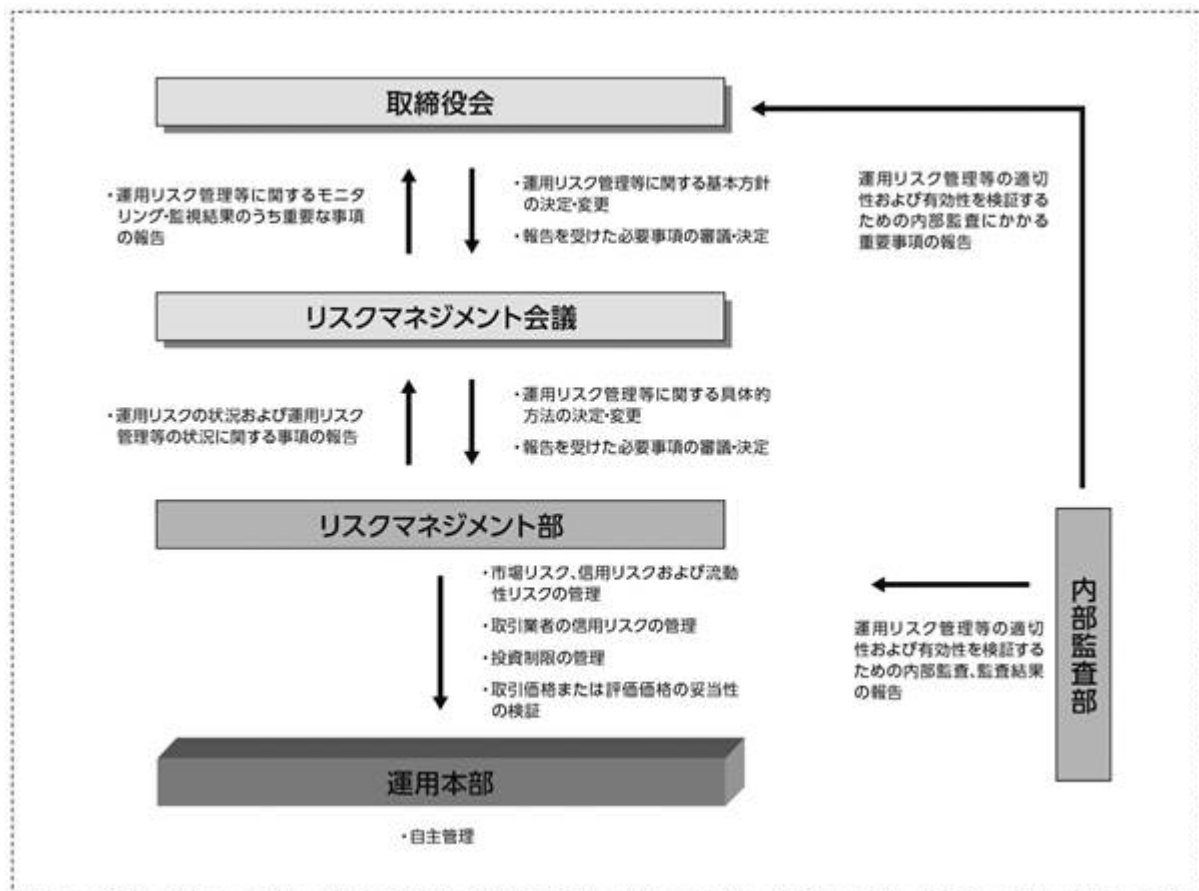 取締役会
・運用リスク管理等に関するモニタ
リング・監視結果のうち重要な事項
の報告
・運用リスク管理等に関する基本方針
の決定・変更
・報告を受けた必要事項の審議・決定
運用リスク管理等の適切
性および有効性を検証する
ための内部監査にかかる
重要事項の報告
リスクマネジメント会議
・運用リスクの状況および運用リスク
管理等の状況に関する事項の報告
・運用リスク管理等に関する具体的
方法の決定・変更
・報告を受けた必要事項の審議・決定
リスクマネジメント部
・市場リスク、信用リスクおよび流動
性リスクの管理
・取引業者の信用リスクの管理
・投資制限の管理
・取引価格または評価価格の妥当性
の検証
運用リスク管理等の適切
性および有効性を検証する
ための内部監査、監査結果
の報告
内部監査部
運用本部
・自主管理